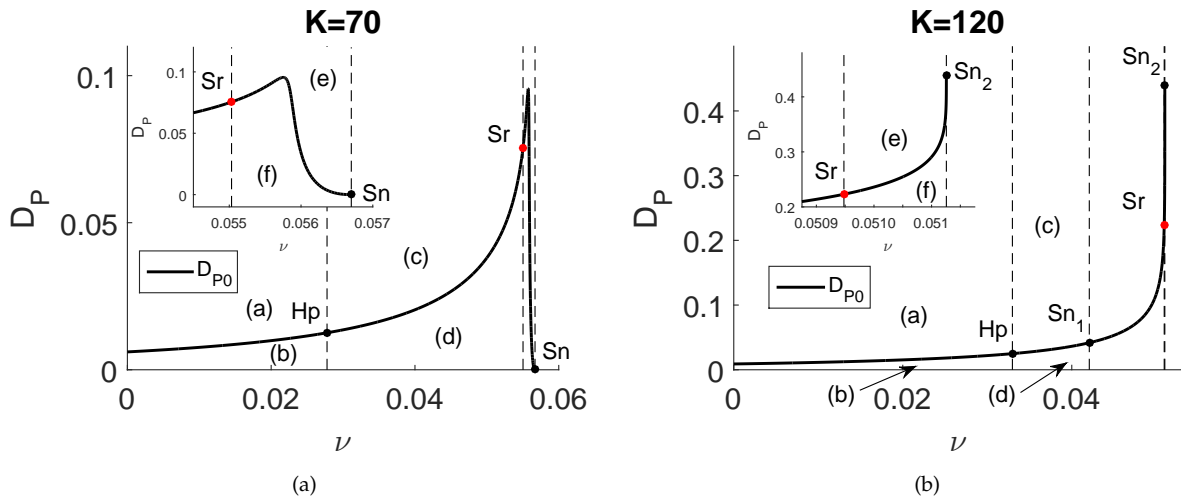 K=70
D_P
0.1
0.05
0
0
0.02
0.04
0.06
ν
(a)
(b)
(c)
(d)
Hp
Sr
Sn
D_P0
D_P
0.1
0.05
0
0.055
0.056
0.057
ν
Sr
(e)
(f)
Sn
(a)
K=120
D_P
0.4
0.3
0.2
0.1
0
0
0.02
0.04
ν
(a)
(b)
(c)
(d)
Hp
Sn_1
Sr
Sn_2
D_P0
D_P
0.4
0.3
0.2
0.0509
0.0510
0.051
ν
Sr
(e)
(f)
Sn_2
(b)